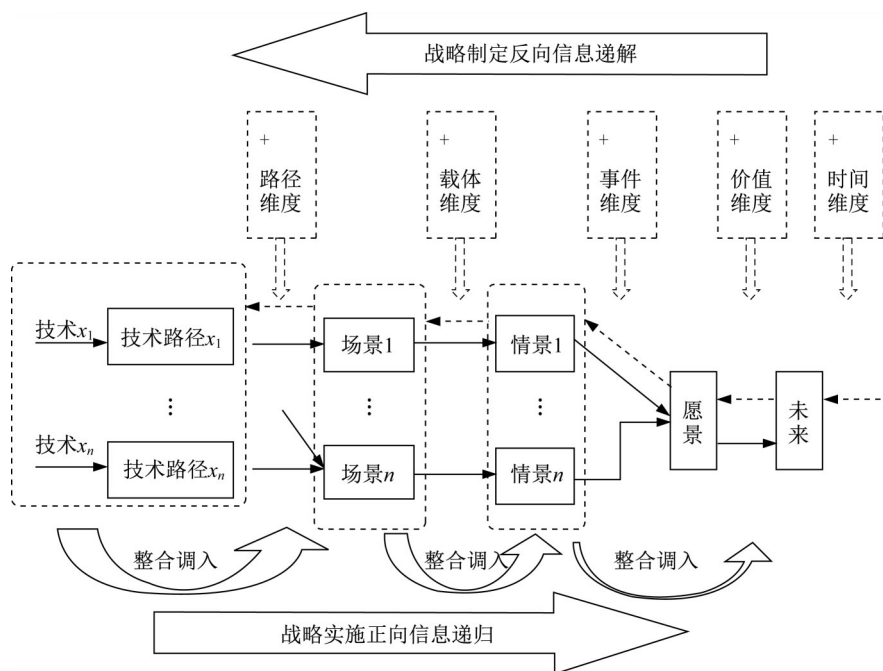 战略制定反向信息递解
+
路径
维度
+
载体
维度
+
事件
维度
+
价值
维度
+
时间
维度
技术x₁
技术路径x₁
场景1
情景1
⋮
⋮
⋮
愿
景
未
来
技术xₙ
技术路径xₙ
场景n
情景n
整合调入
整合调入
整合调入
战略实施正向信息递归